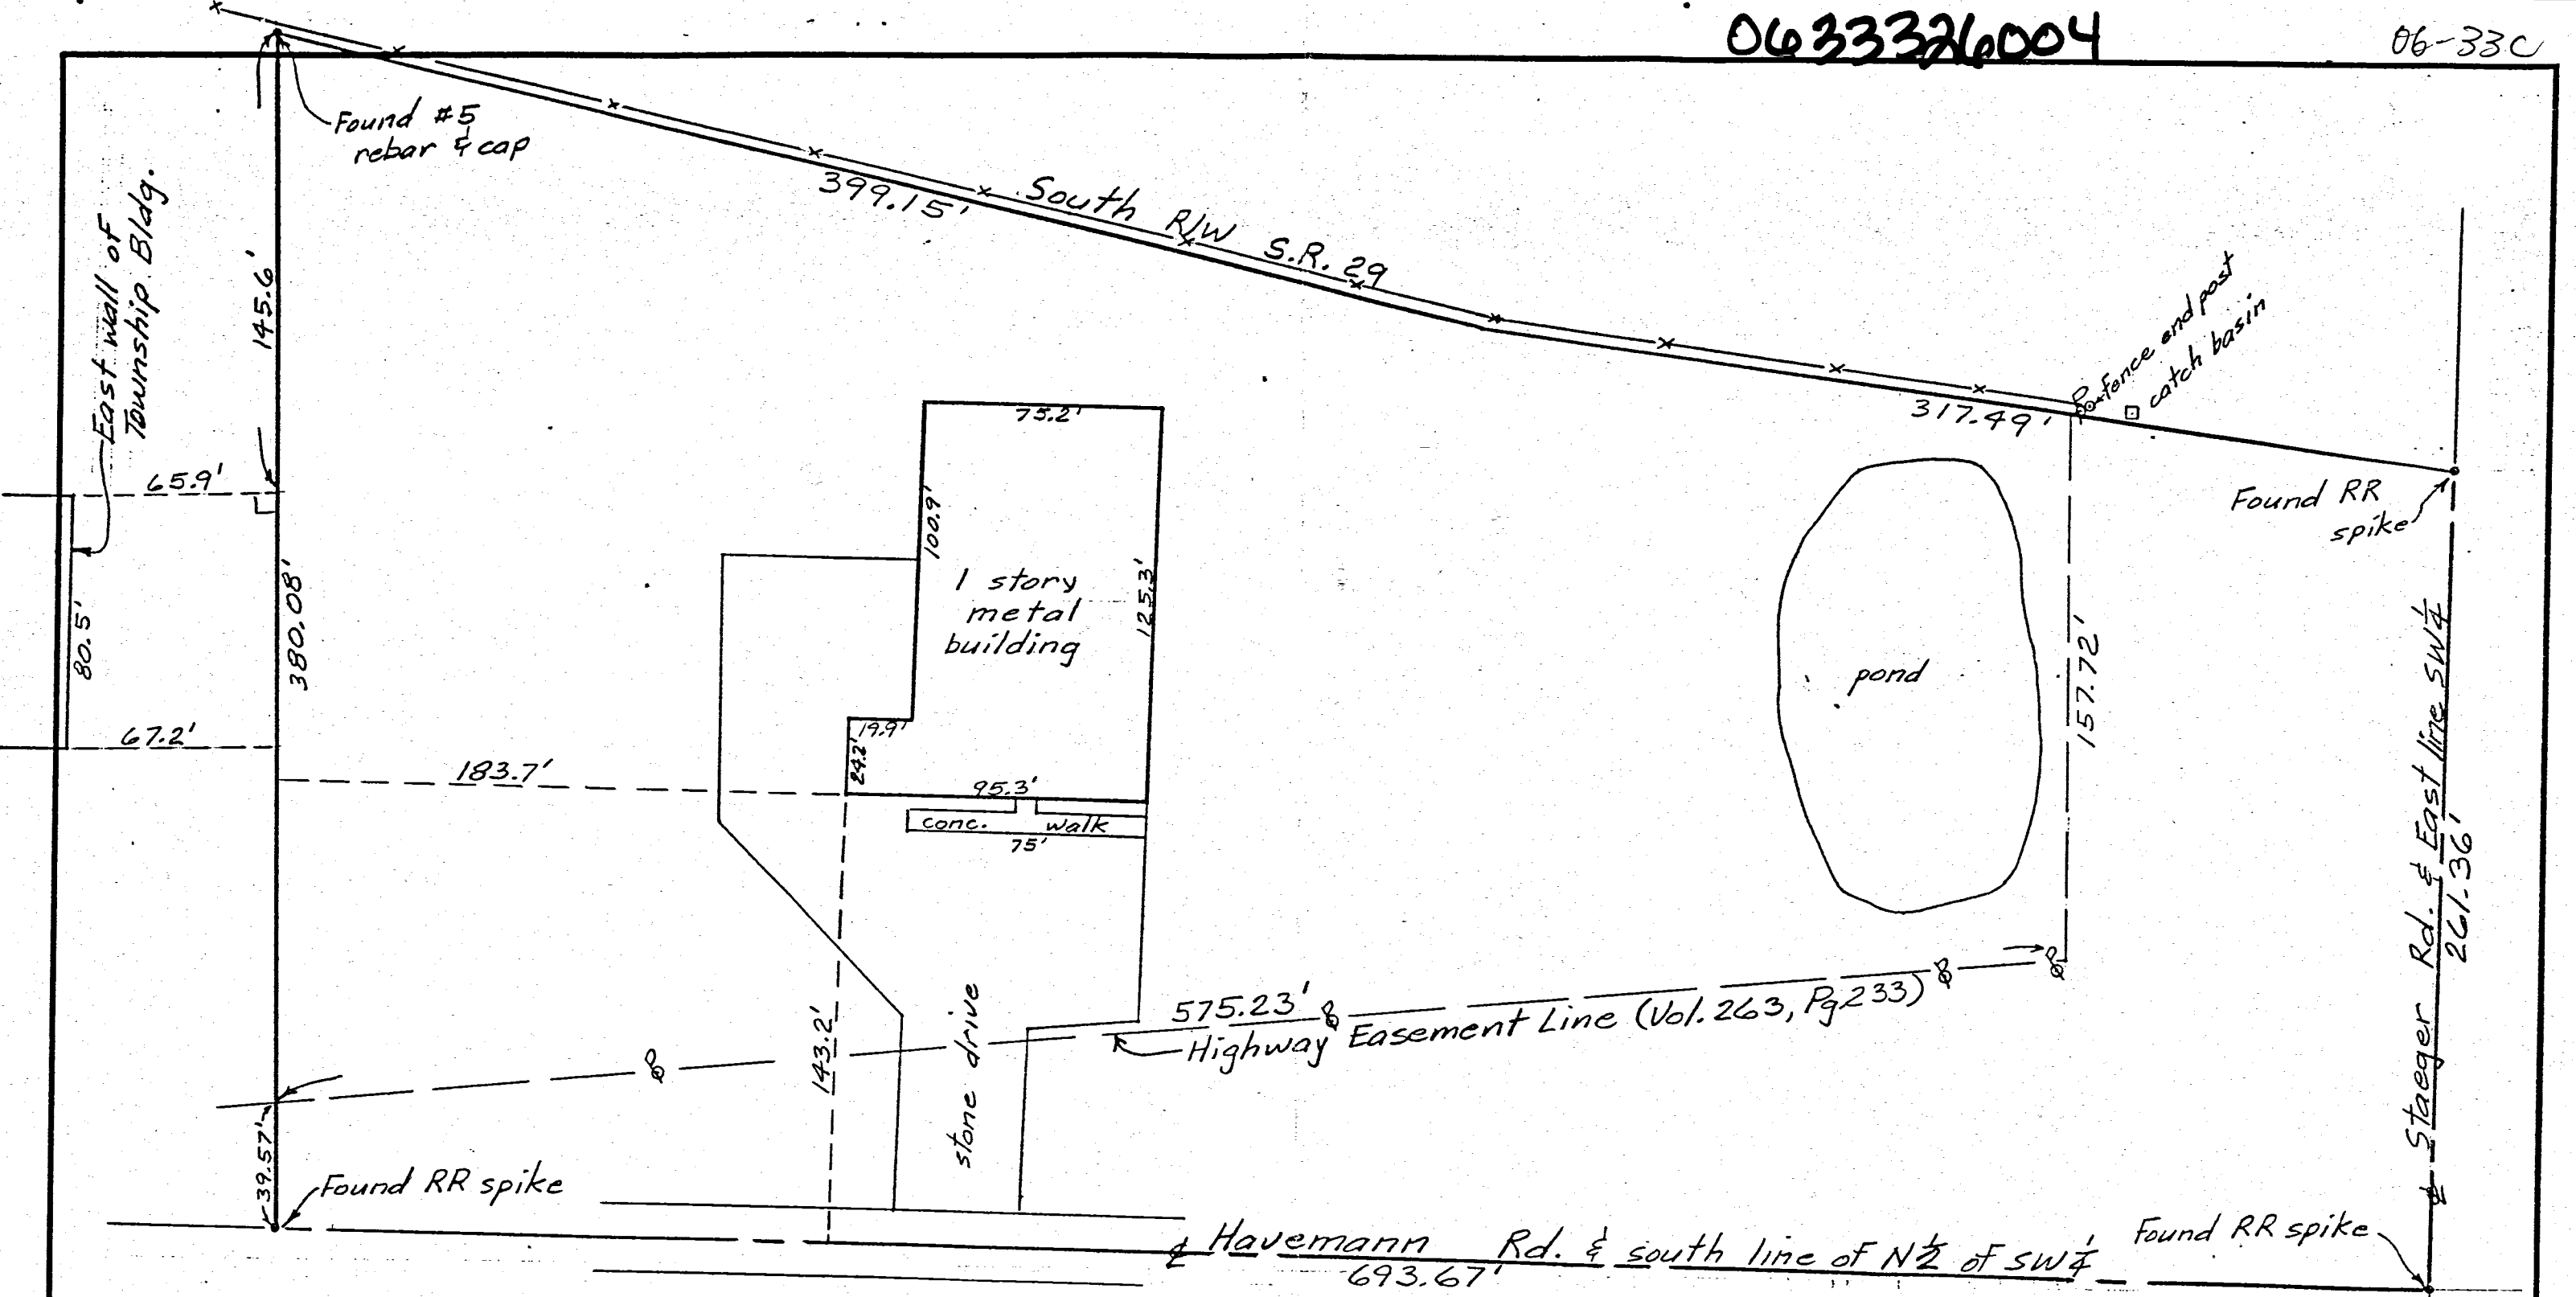 0633326004
06-33C
Found #5
rebar & cap
East wall of
Township Bldg.
145.6'
399.15'
South R/W S.R. 29
fence end post
catch basin
317.49'
75.2'
65.9'
100.9'
125.3'
Found RR
spike
1 story
metal
building
80.5'
380.08'
pond
157.72'
19.9'
24.2'
67.2'
183.7'
95.3'
conc. walk
75'
℄ Staeger Rd. & East line SW¼
261.36'
575.23'
Highway Easement Line (Vol. 263, Pg 233)
143.2'
stone drive
39.57'
Found RR spike
℄ Havemann Rd. & south line of N½ of SW¼
693.67'
Found RR spike